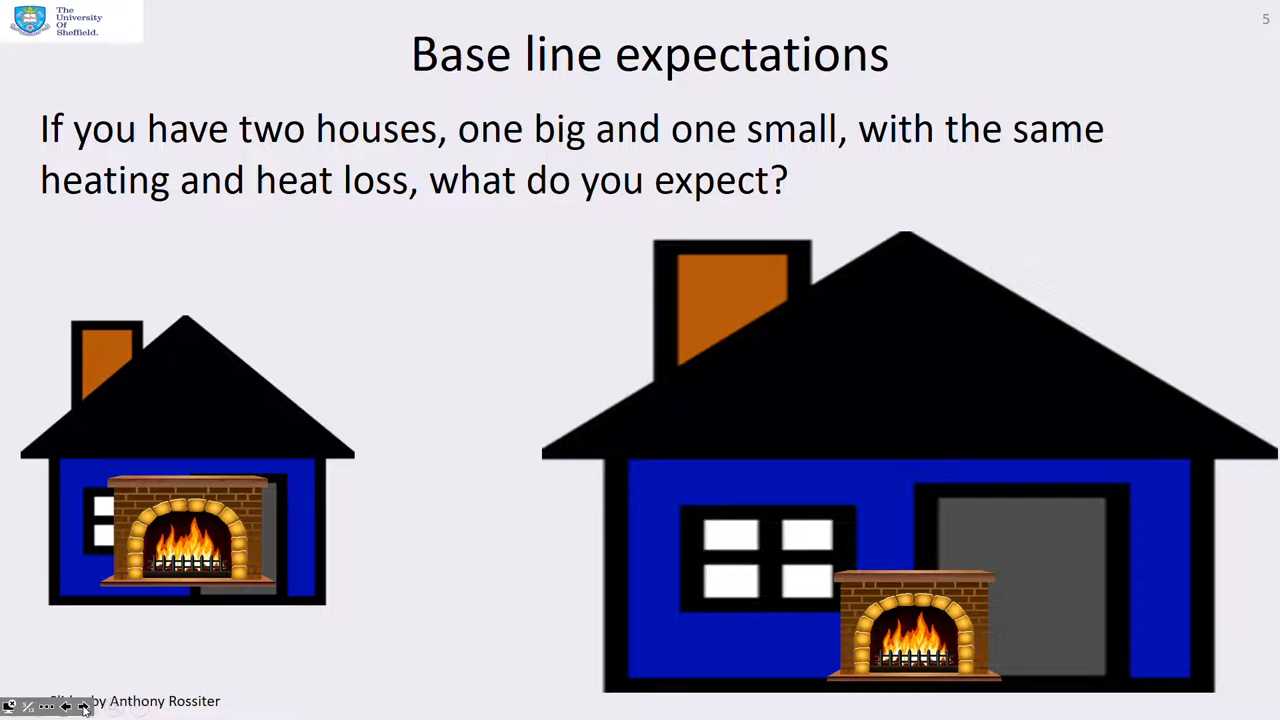 The
University
Of
Sheffield.
5
Base line expectations
If you have two houses, one big and one small, with the same
heating and heat loss, what do you expect?
by Anthony Rossiter